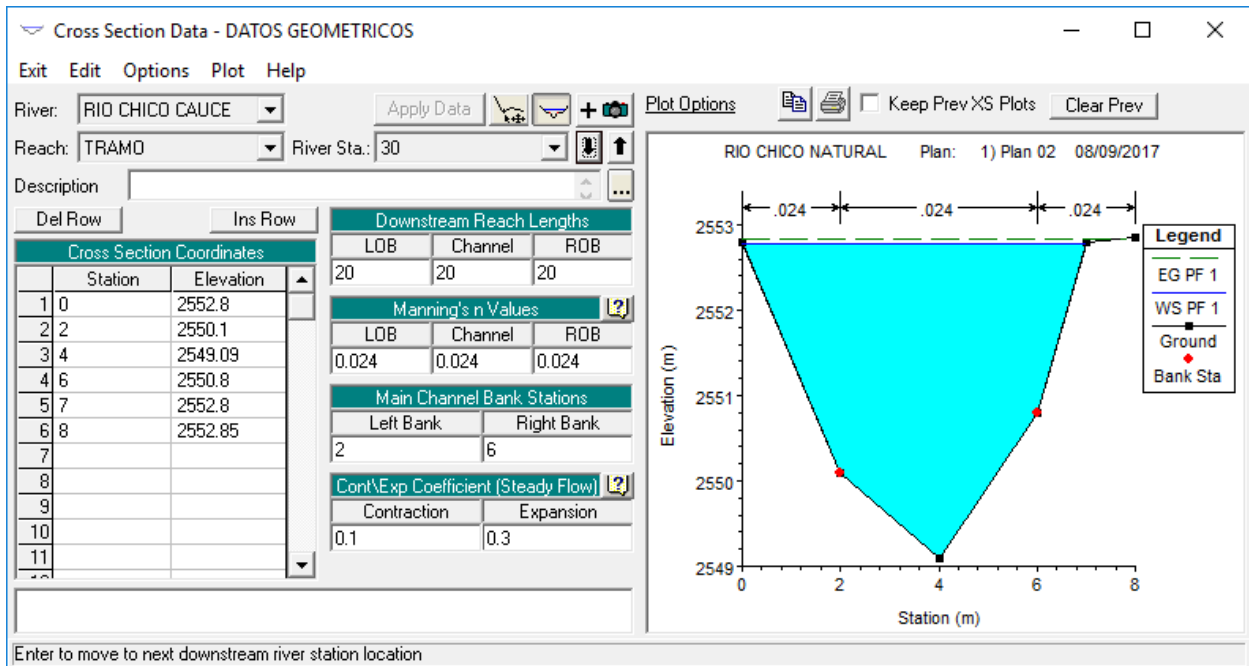 Cross Section Data - DATOS GEOMETRICOS
Exit Edit Options Plot Help
River: RIO CHICO CAUCE Apply Data + Plot Options Keep Prev XS Plots Clear Prev
Reach: TRAMO River Sta.: 30
Description ...
Del Row Ins Row
Cross Section Coordinates
Station Elevation
1 0 2552.8
2 2 2550.1
3 4 2549.09
4 6 2550.8
5 7 2552.8
6 8 2552.85
7
8
9
10
11
Downstream Reach Lengths
LOB Channel ROB
20 20 20
Manning's n Values ?
LOB Channel ROB
0.024 0.024 0.024
Main Channel Bank Stations
Left Bank Right Bank
2 6
Cont\Exp Coefficient (Steady Flow) ?
Contraction Expansion
0.1 0.3
RIO CHICO NATURAL Plan: 1) Plan 02 08/09/2017
.024 .024 .024
2553
2552
2551
2550
2549
Elevation (m)
0 2 4 6 8
Station (m)
Legend
EG PF 1
WS PF 1
Ground
Bank Sta
Enter to move to next downstream river station location